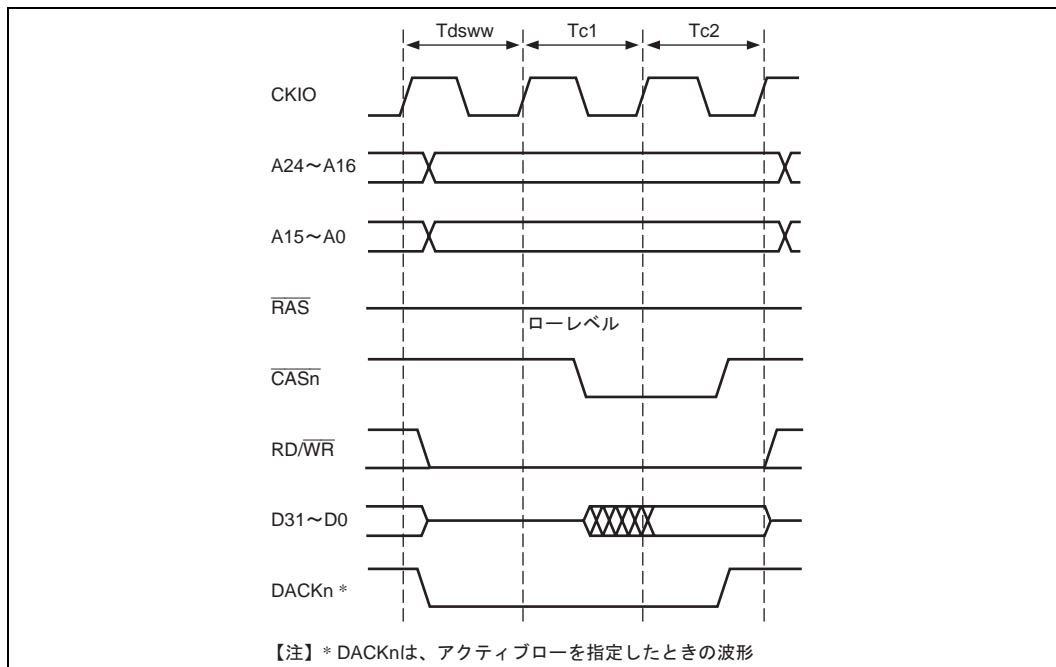 Tdsww Tc1 Tc2
CKIO
A24～A16
A15～A0
RAS
ローレベル
CASn
RD/WR
D31～D0
DACKn *
【注】* DACKnは、アクティブローを指定したときの波形